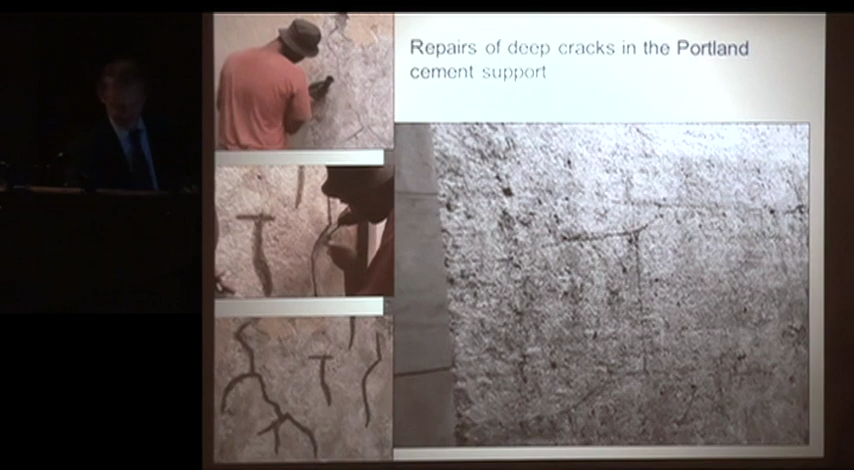 Repairs of deep cracks in the Portland
cement support